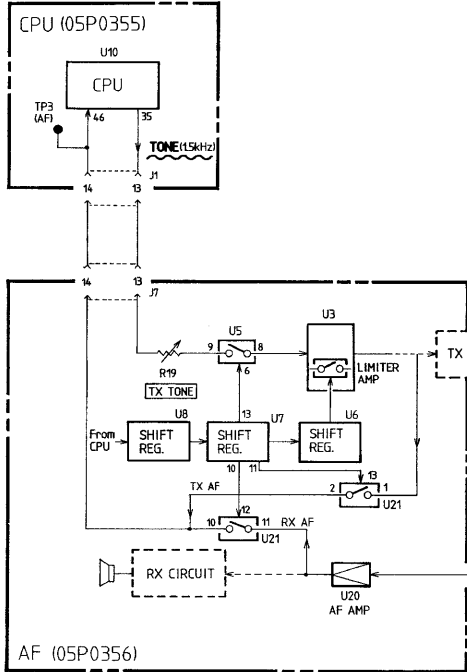 CPU (05P0355)
U10
CPU
TP3
(AF)
46
35
TONE (1.5kHz)
J1
14
13
14
13
J7
U5
U3
9
8
6
R19
TX TONE
LIMITER
AMP
TX
U8
13
U7
U6
From
CPU
SHIFT
REG.
SHIFT
REG.
SHIFT
REG.
10
11
13
TX AF
2
1
U21
12
10
11
RX AF
U21
RX CIRCUIT
U20
AF AMP
AF (05P0356)